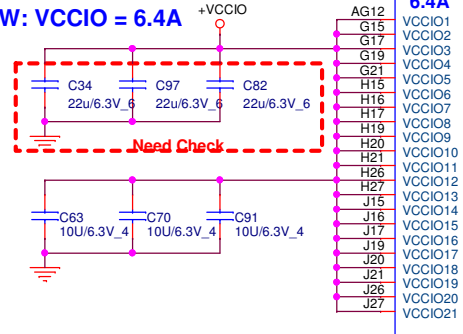 W: VCCIO = 6.4A
+VCCIO
6.4A
AG12 VCCIO1
G15 VCCIO2
G17 VCCIO3
G19 VCCIO4
G21 VCCIO5
H15 VCCIO6
H16 VCCIO7
H17 VCCIO8
H19 VCCIO9
H20 VCCIO10
H21 VCCIO11
H26 VCCIO12
H27 VCCIO13
J15 VCCIO14
J16 VCCIO15
J17 VCCIO16
J19 VCCIO17
J20 VCCIO18
J21 VCCIO19
J26 VCCIO20
J27 VCCIO21
C34 C97 C82
22u/6.3V_6 22u/6.3V_6 22u/6.3V_6
Need Check
C63 C70 C91
10U/6.3V_4 10U/6.3V_4 10U/6.3V_4